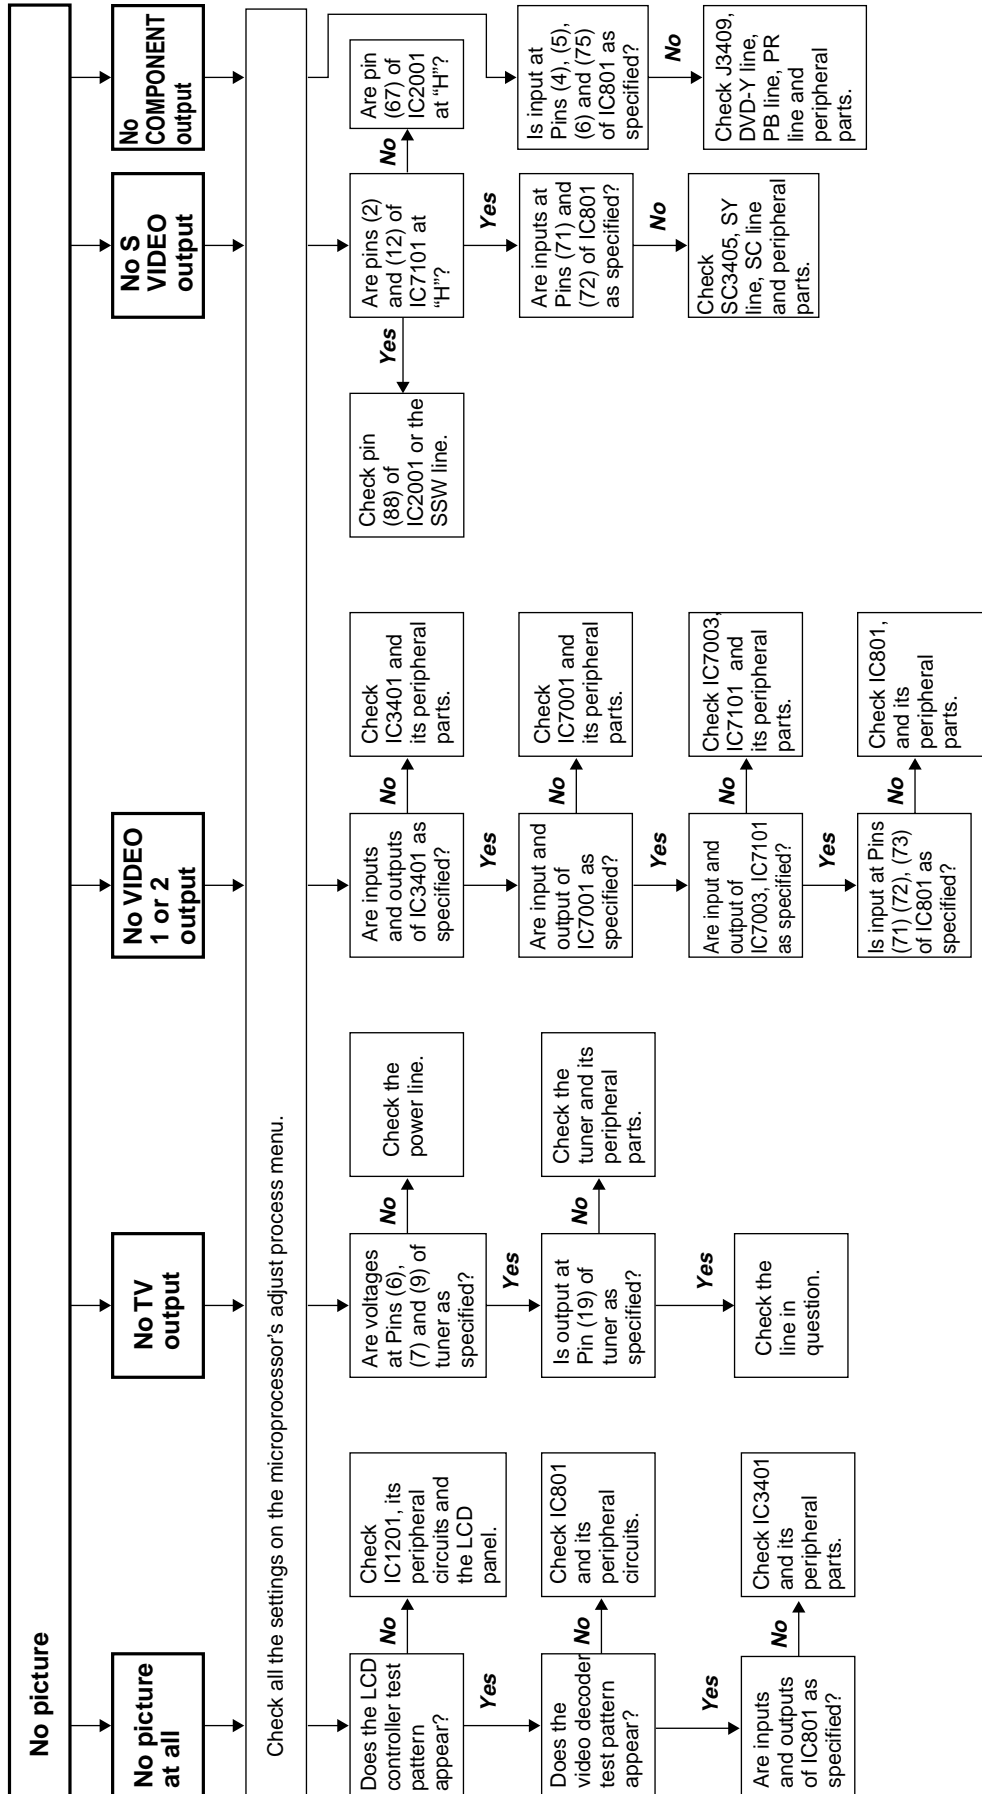 No picture
No picture
at all
No TV
output
No VIDEO
1 or 2
output
No S
VIDEO
output
No
COMPONENT
output
Check all the settings on the microprocessor's adjust process menu.
Does the LCD
controller test
pattern
appear?
No
Check
IC1201, its
peripheral
circuits and
the LCD
panel.
Yes
Does the
video decoder
test pattern
appear?
No
Check IC801
and its
peripheral
circuits.
Yes
Are inputs
and outputs
of IC801 as
specified?
No
Check IC3401
and its
peripheral
parts.
Are voltages
at Pins (6),
(7) and (9) of
tuner as
specified?
No
Check the
power line.
Yes
Is output at
Pin (19) of
tuner as
specified?
No
Check the
tuner and its
peripheral
parts.
Yes
Check the
line in
question.
Are inputs
and outputs
of IC3401 as
specified?
No
Check
IC3401 and
its peripheral
parts.
Yes
Are input and
output of
IC7001 as
specified?
No
Check
IC7001 and
its peripheral
parts.
Yes
Are input and
output of
IC7003, IC7101
as specified?
No
Check IC7003,
IC7101 and
its peripheral
parts.
Yes
Is input at Pins
(71) (72), (73)
of IC801 as
specified?
No
Check IC801,
and its
peripheral
parts.
Check pin
(88) of
IC2001 or the
SSW line.
Yes
Are pins (2)
and (12) of
IC7101 at
“H”?
No
Are pin
(67) of
IC2001
at “H”?
Yes
Are inputs at
Pins (71) and
(72) of IC801
as specified?
No
Check
SC3405, SY
line, SC line
and peripheral
parts.
Is input at
Pins (4), (5),
(6) and (75)
of IC801 as
specified?
No
Check J3409,
DVD-Y line,
PB line, PR
line and
peripheral
parts.